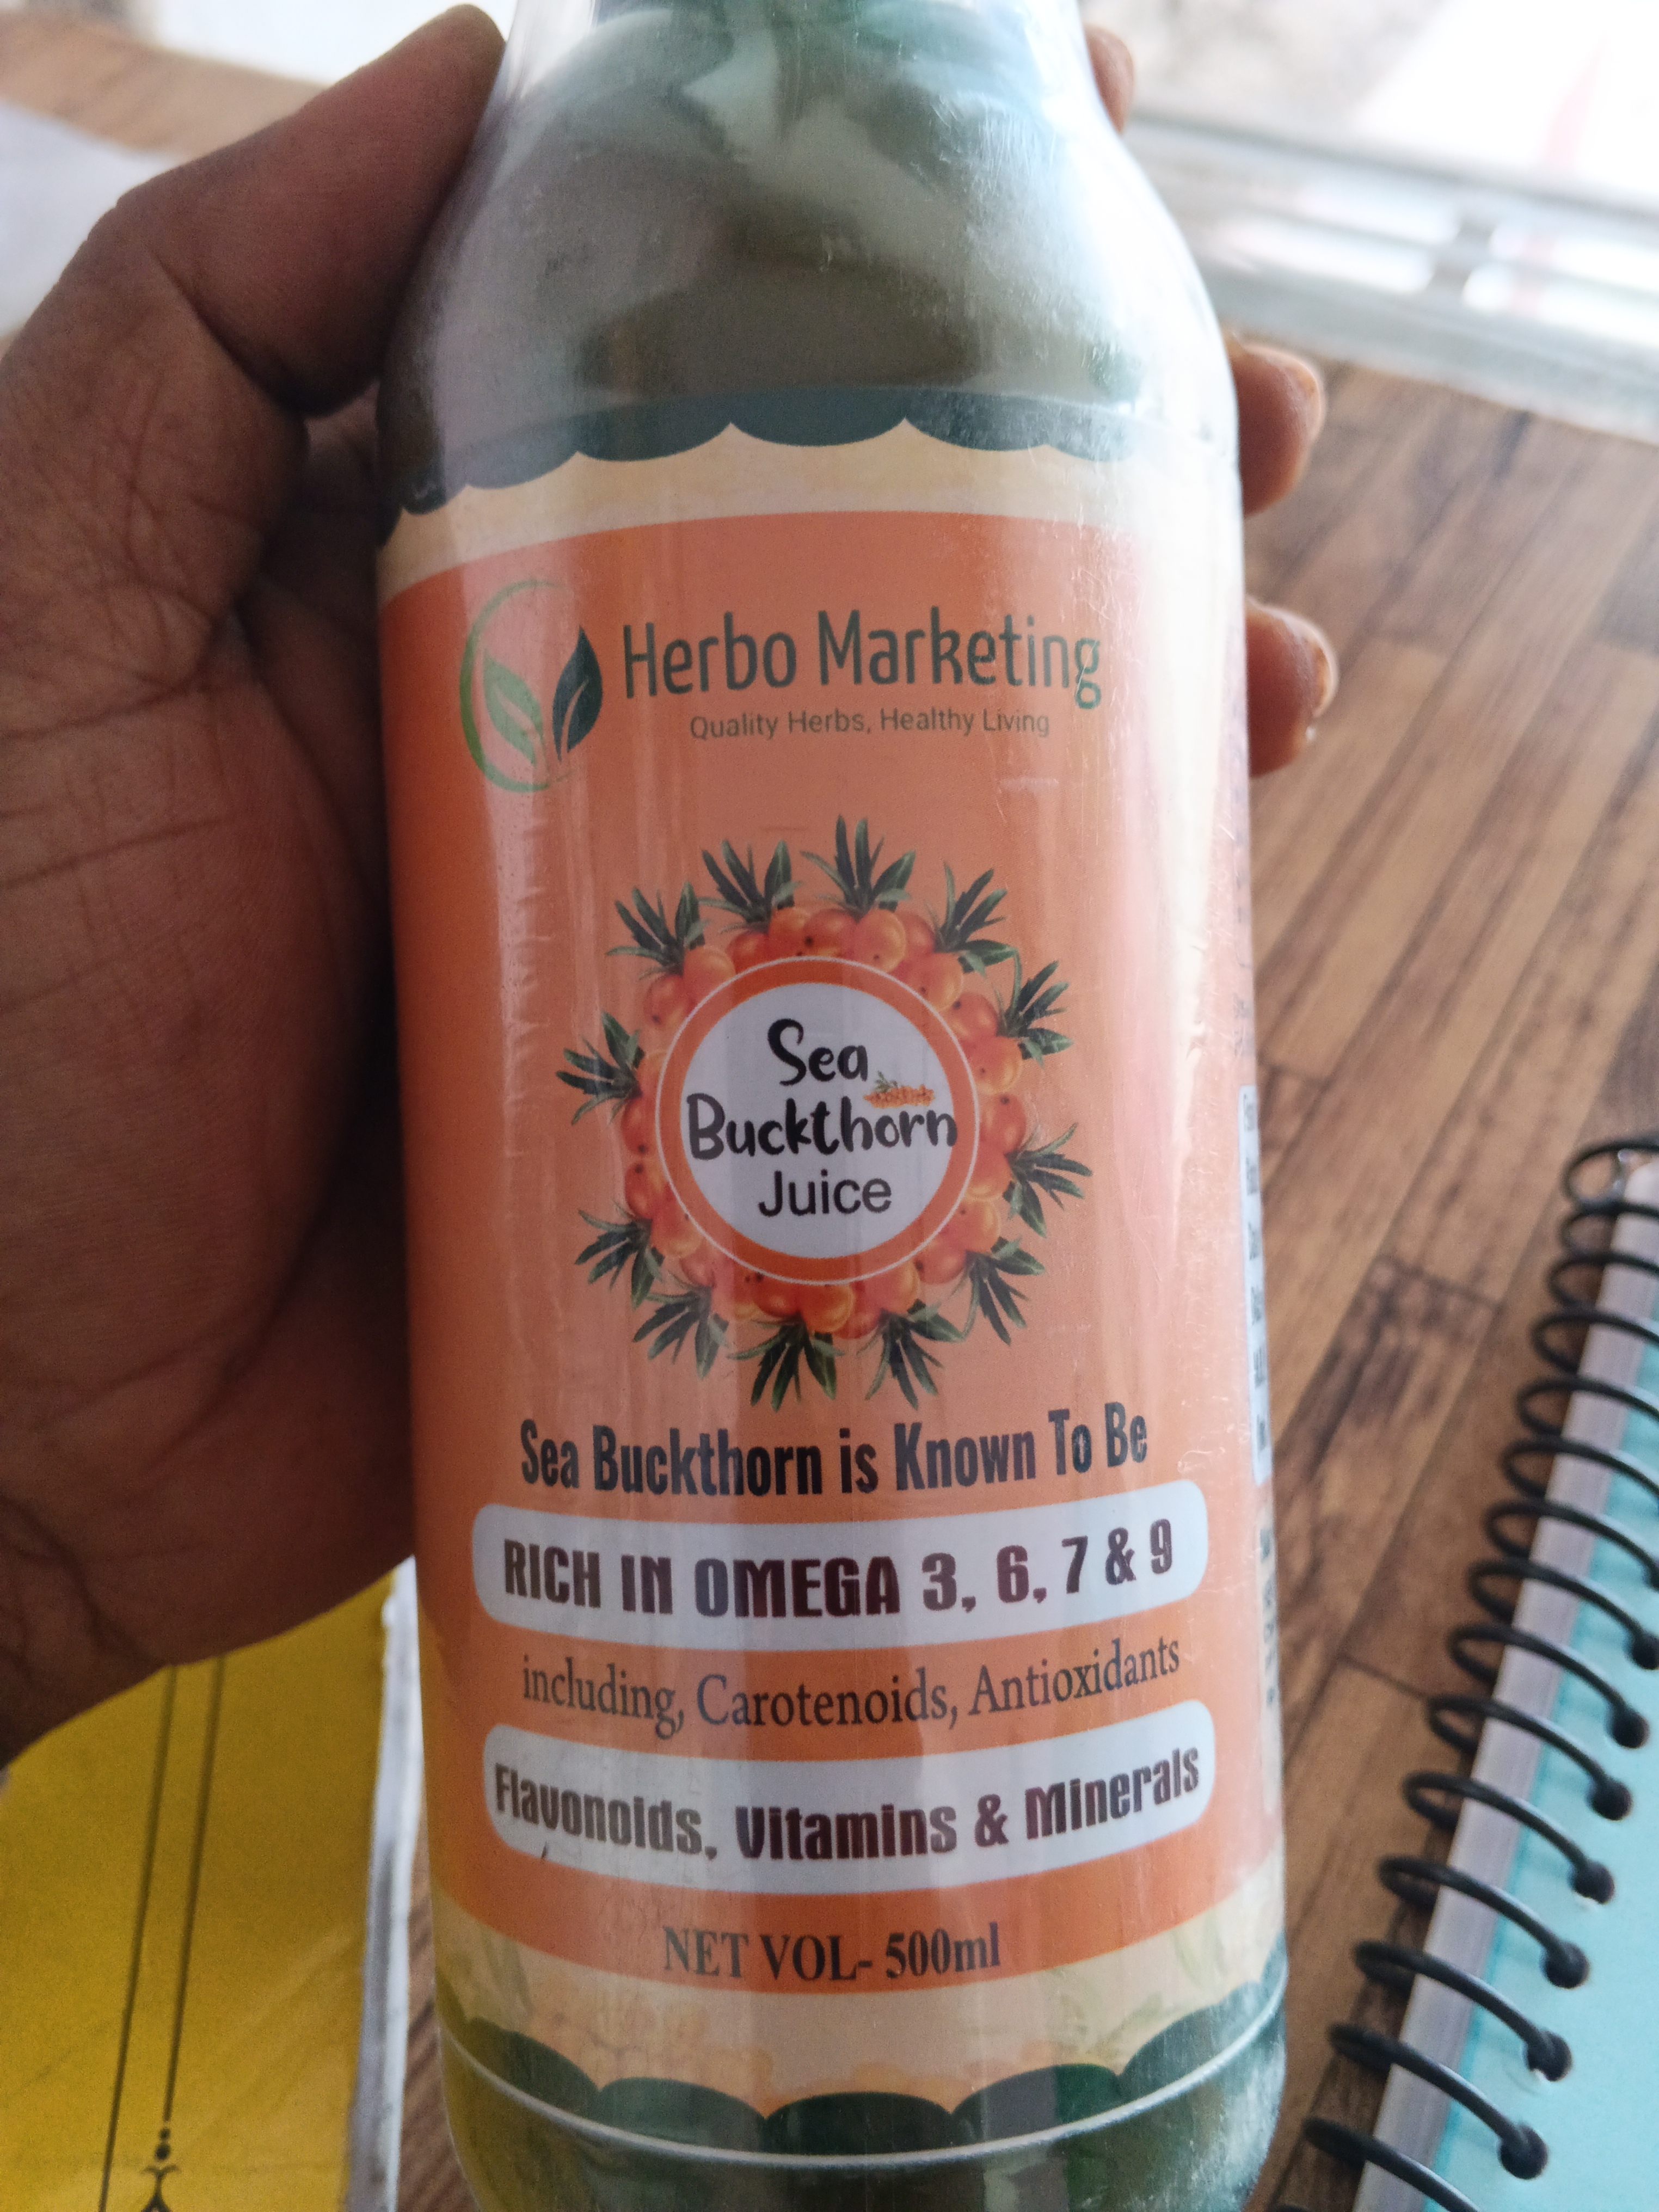 Herbo Marketing
Quality Herbs, Healthy Living
Sea
Buckthorn
Juice
Sea Buckthorn is Known To Be
RICH IN OMEGA 3, 6, 7 & 9
including, Carotenoids, Antioxidants
Flavonoids, Vitamins & Minerals
NET VOL- 500ml